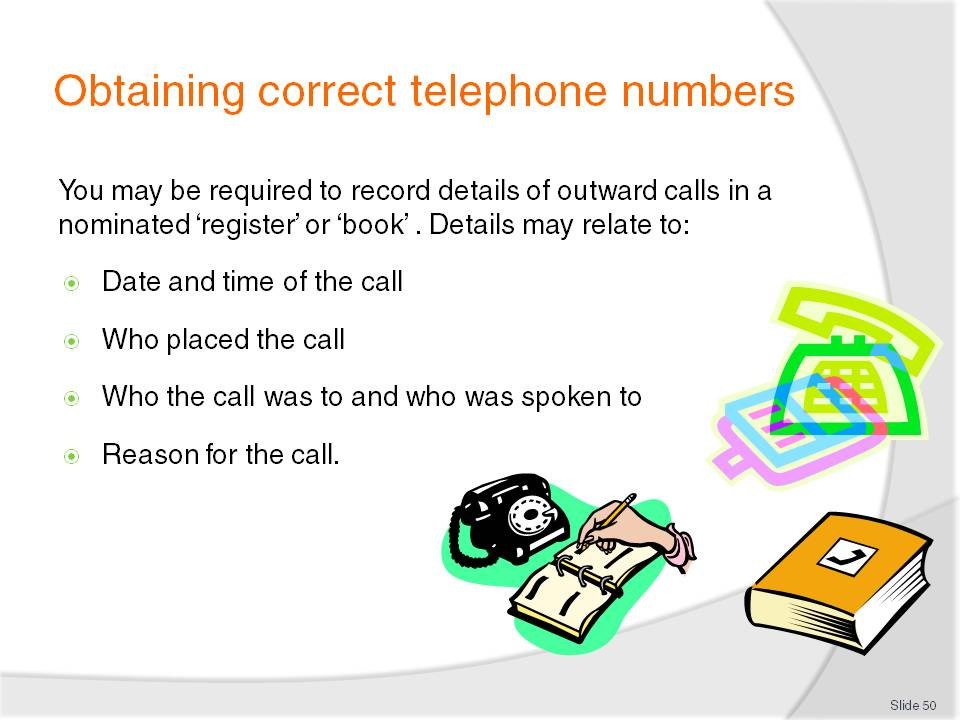 Obtaining correct telephone numbers
You may be required to record details of outward calls in a
nominated ‘register’ or ‘book’ . Details may relate to:
Date and time of the call
Who placed the call
Who the call was to and who was spoken to
Reason for the call.
Slide 50